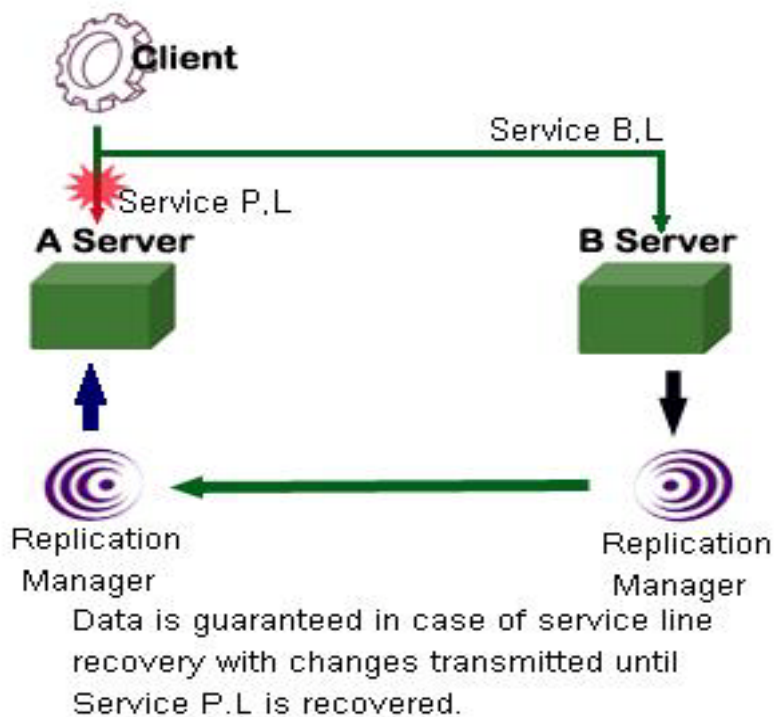 Client
Service B,L
Service P,L
A Server
B Server
Replication
Manager
Replication
Manager
Data is guaranteed in case of service line
recovery with changes transmitted until
Service P.L is recovered.